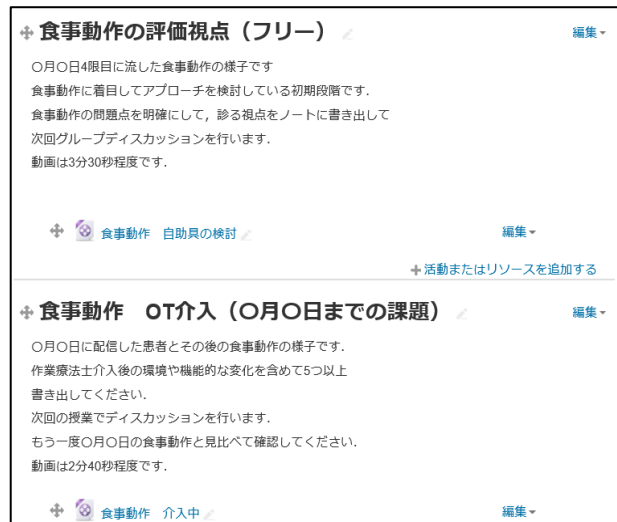 食事動作の評価視点（フリー）
編集
〇月〇日4限目に流した食事動作の様子です
食事動作に着目してアプローチを検討している初期段階です．
食事動作の問題点を明確にして，診る視点をノートに書き出して
次回グループディスカッションを行います．
動画は3分30秒程度です．
食事動作　自助具の検討
編集
活動またはリソースを追加する
食事動作　OT介入（〇月〇日までの課題）
編集
〇月〇日に配信した患者とその後の食事動作の様子です．
作業療法士介入後の環境や機能的な変化を含めて5つ以上
書き出してください．
次回の授業でディスカッションを行います．
もう一度〇月〇日の食事動作と見比べて確認してください．
動画は2分40秒程度です．
食事動作　介入中
編集